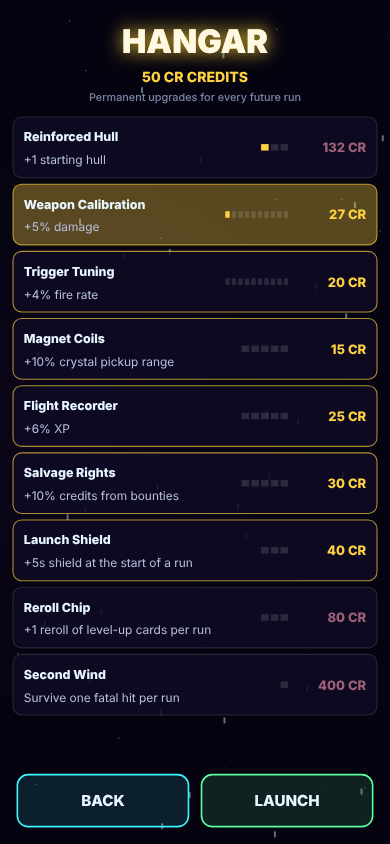 HANGAR
50 CR CREDITS
Permanent upgrades for every future run
Reinforced Hull
+1 starting hull
132 CR
Weapon Calibration
+5% damage
27 CR
Trigger Tuning
+4% fire rate
20 CR
Magnet Coils
+10% crystal pickup range
15 CR
Flight Recorder
+6% XP
25 CR
Salvage Rights
+10% credits from bounties
30 CR
Launch Shield
+5s shield at the start of a run
40 CR
Reroll Chip
+1 reroll of level-up cards per run
80 CR
Second Wind
Survive one fatal hit per run
400 CR
BACK
LAUNCH